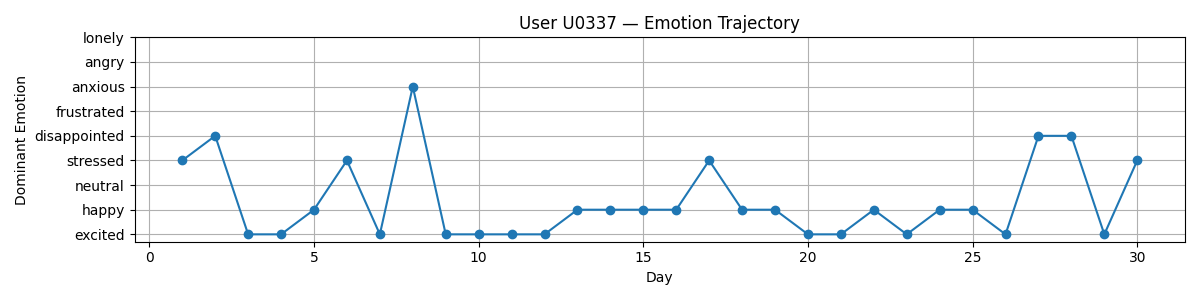 User U0337 — Emotion Trajectory
Dominant Emotion
lonely
angry
anxious
frustrated
disappointed
stressed
neutral
happy
excited
0 5 10 15 20 25 30
Day